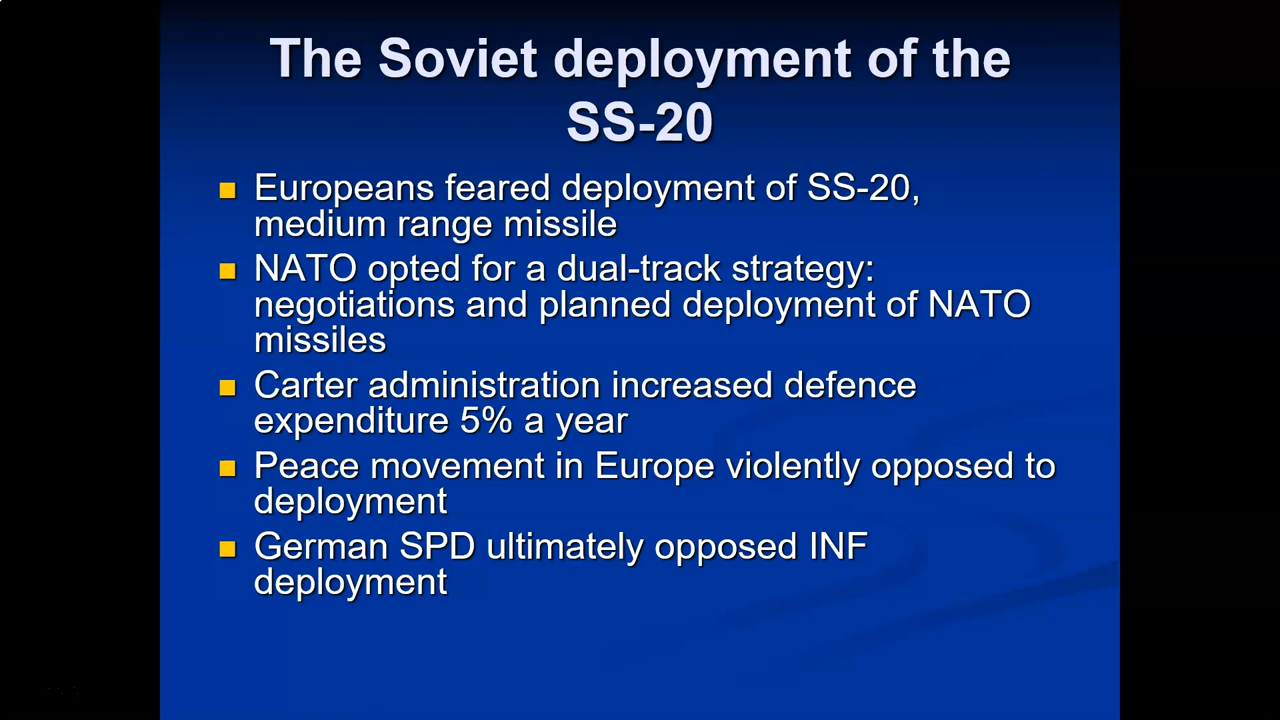 The Soviet deployment of the
SS-20
Europeans feared deployment of SS-20,
medium range missile
NATO opted for a dual-track strategy:
negotiations and planned deployment of NATO
missiles
Carter administration increased defence
expenditure 5% a year
Peace movement in Europe violently opposed to
deployment
German SPD ultimately opposed INF
deployment